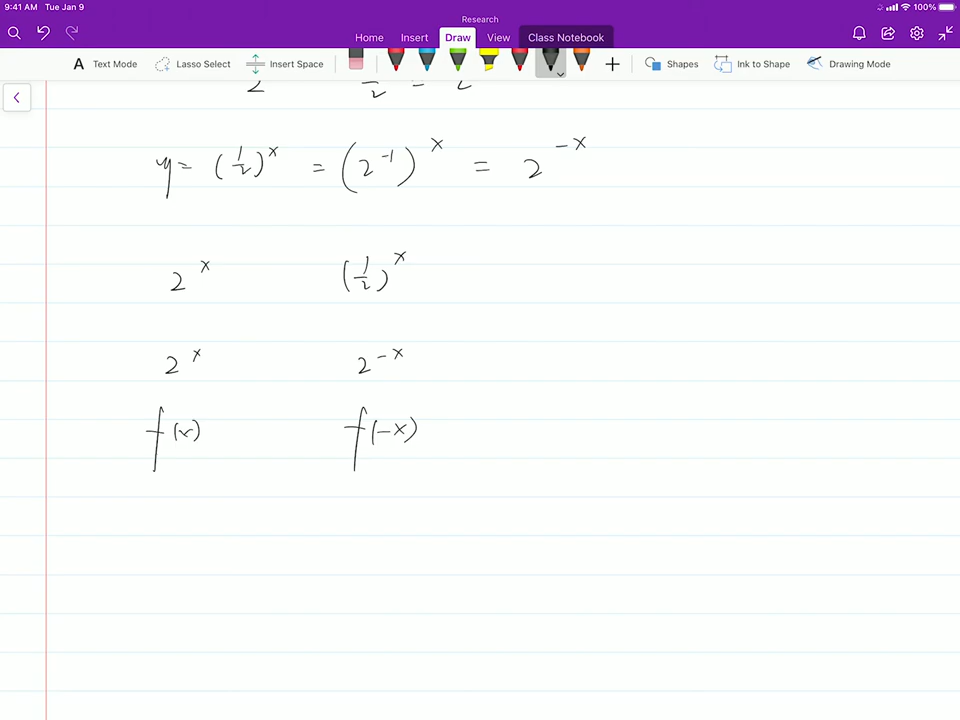 9:41 AM Tue Jan 9 100%
Research
Home Insert Draw View Class Notebook
A Text Mode Lasso Select Insert Space Shapes Ink to Shape Drawing Mode
y = (1/2)^x = (2^-1)^x = 2^-x
2^x (1/2)^x
2^x 2^-x
f(x) f(-x)